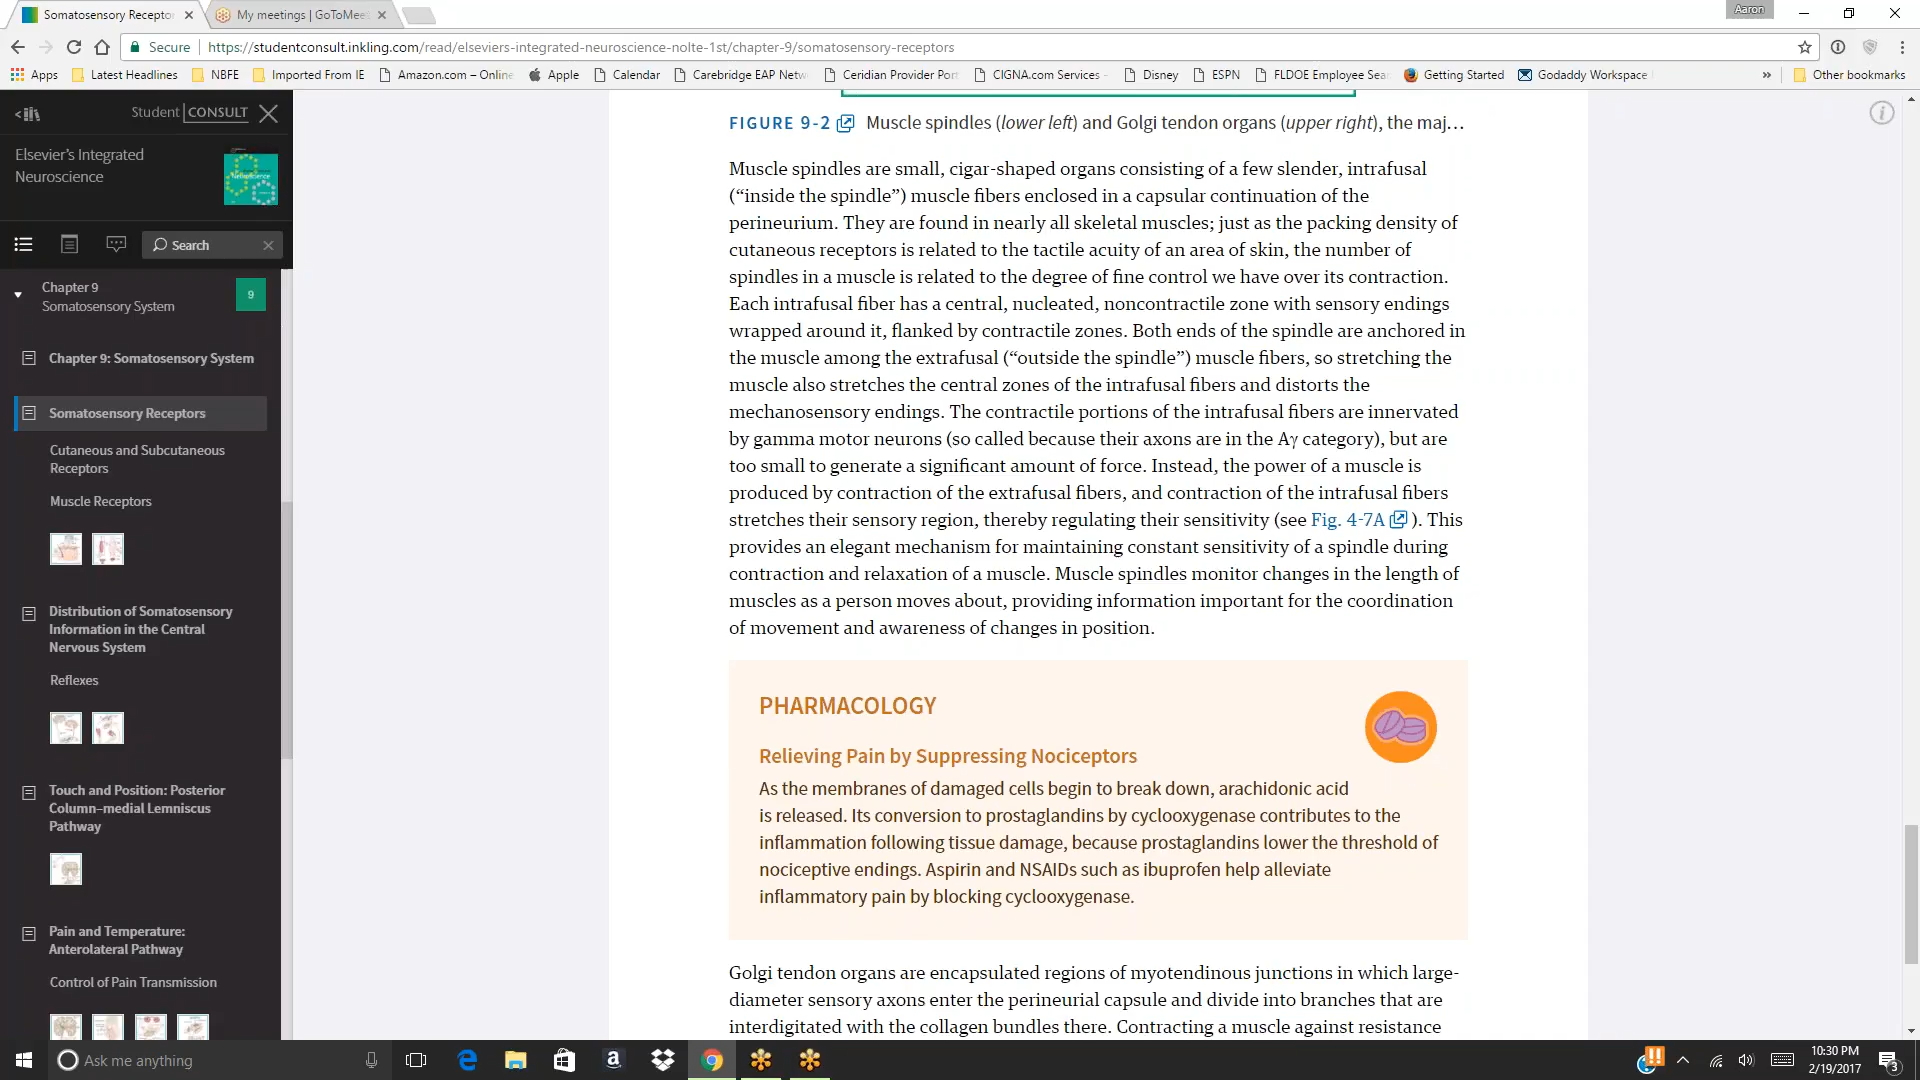 Somatosensory Receptor
My meetings | GoToMee
Aaron
Secure
https://studentconsult.inkling.com/read/elseviers-integrated-neuroscience-nolte-1st/chapter-9/somatosensory-receptors
Apps
Latest Headlines
NBFE
Imported From IE
Amazon.com – Online
Apple
Calendar
Carebridge EAP Netw
Ceridian Provider Port
CIGNA.com Services -
Disney
ESPN
FLDOE Employee Sea
Getting Started
Godaddy Workspace
»
Other bookmarks
Student CONSULT
Elsevier's Integrated
Neuroscience
Search
Chapter 9
Somatosensory System
9
Chapter 9: Somatosensory System
Somatosensory Receptors
Cutaneous and Subcutaneous
Receptors
Muscle Receptors
Distribution of Somatosensory
Information in the Central
Nervous System
Reflexes
Touch and Position: Posterior
Column–medial Lemniscus
Pathway
Pain and Temperature:
Anterolateral Pathway
Control of Pain Transmission
FIGURE 9-2 Muscle spindles (lower left) and Golgi tendon organs (upper right), the maj…
Muscle spindles are small, cigar-shaped organs consisting of a few slender, intrafusal
(“inside the spindle”) muscle fibers enclosed in a capsular continuation of the
perineurium. They are found in nearly all skeletal muscles; just as the packing density of
cutaneous receptors is related to the tactile acuity of an area of skin, the number of
spindles in a muscle is related to the degree of fine control we have over its contraction.
Each intrafusal fiber has a central, nucleated, noncontractile zone with sensory endings
wrapped around it, flanked by contractile zones. Both ends of the spindle are anchored in
the muscle among the extrafusal (“outside the spindle”) muscle fibers, so stretching the
muscle also stretches the central zones of the intrafusal fibers and distorts the
mechanosensory endings. The contractile portions of the intrafusal fibers are innervated
by gamma motor neurons (so called because their axons are in the Aγ category), but are
too small to generate a significant amount of force. Instead, the power of a muscle is
produced by contraction of the extrafusal fibers, and contraction of the intrafusal fibers
stretches their sensory region, thereby regulating their sensitivity (see Fig. 4-7A ). This
provides an elegant mechanism for maintaining constant sensitivity of a spindle during
contraction and relaxation of a muscle. Muscle spindles monitor changes in the length of
muscles as a person moves about, providing information important for the coordination
of movement and awareness of changes in position.
PHARMACOLOGY
Relieving Pain by Suppressing Nociceptors
As the membranes of damaged cells begin to break down, arachidonic acid
is released. Its conversion to prostaglandins by cyclooxygenase contributes to the
inflammation following tissue damage, because prostaglandins lower the threshold of
nociceptive endings. Aspirin and NSAIDs such as ibuprofen help alleviate
inflammatory pain by blocking cyclooxygenase.
Golgi tendon organs are encapsulated regions of myotendinous junctions in which large-
diameter sensory axons enter the perineurial capsule and divide into branches that are
interdigitated with the collagen bundles there. Contracting a muscle against resistance
Ask me anything
10:30 PM
2/19/2017
3